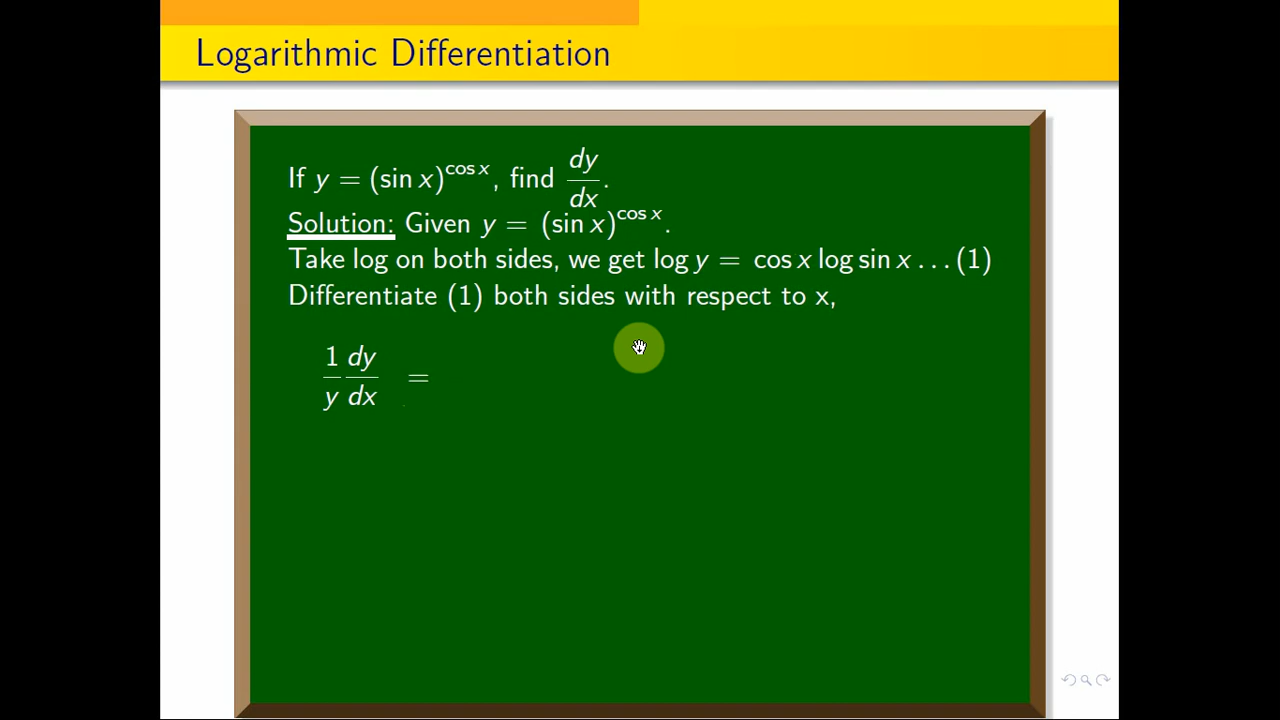 Logarithmic Differentiation
If y = (sin x)^cos x, find dy/dx.
Solution: Given y = (sin x)^cos x.
Take log on both sides, we get log y = cos x log sin x . . . (1)
Differentiate (1) both sides with respect to x,
1/y dy/dx =